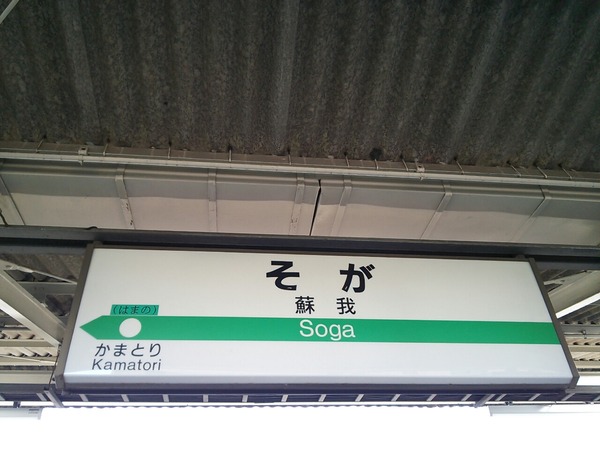 そが
蘇我
Soga
(はまの)
かまとり
Kamatori